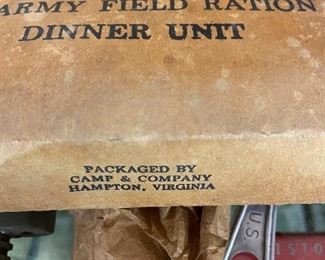 ARMY FIELD RATION
DINNER UNIT
PACKAGED BY
CAMP & COMPANY
HAMPTON, VIRGINIA
U.S.